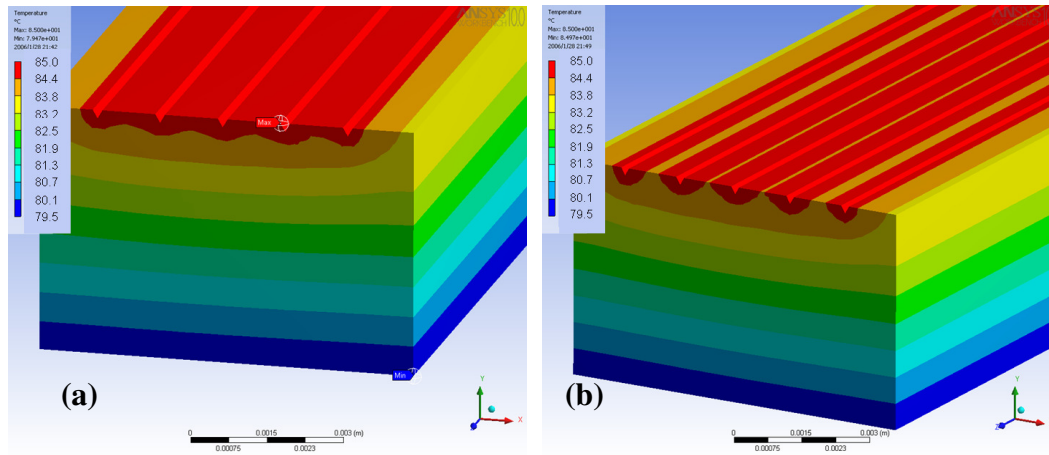 Temperature
°C
Max: 8.500e+001
Min: 7.947e+001
2006/1/28 21:42
85.0
84.4
83.8
83.2
82.5
81.9
81.3
80.7
80.1
79.5
Max
Min
(a)
0 0.0015 0.003 (m)
0.00075 0.0023
Y
X
Temperature
°C
Max: 8.500e+001
Min: 8.497e+001
2006/1/28 21:49
85.0
84.4
83.8
83.2
82.5
81.9
81.3
80.7
80.1
79.5
(b)
0 0.0015 0.003 (m)
0.00075 0.0023
Y
Z
X